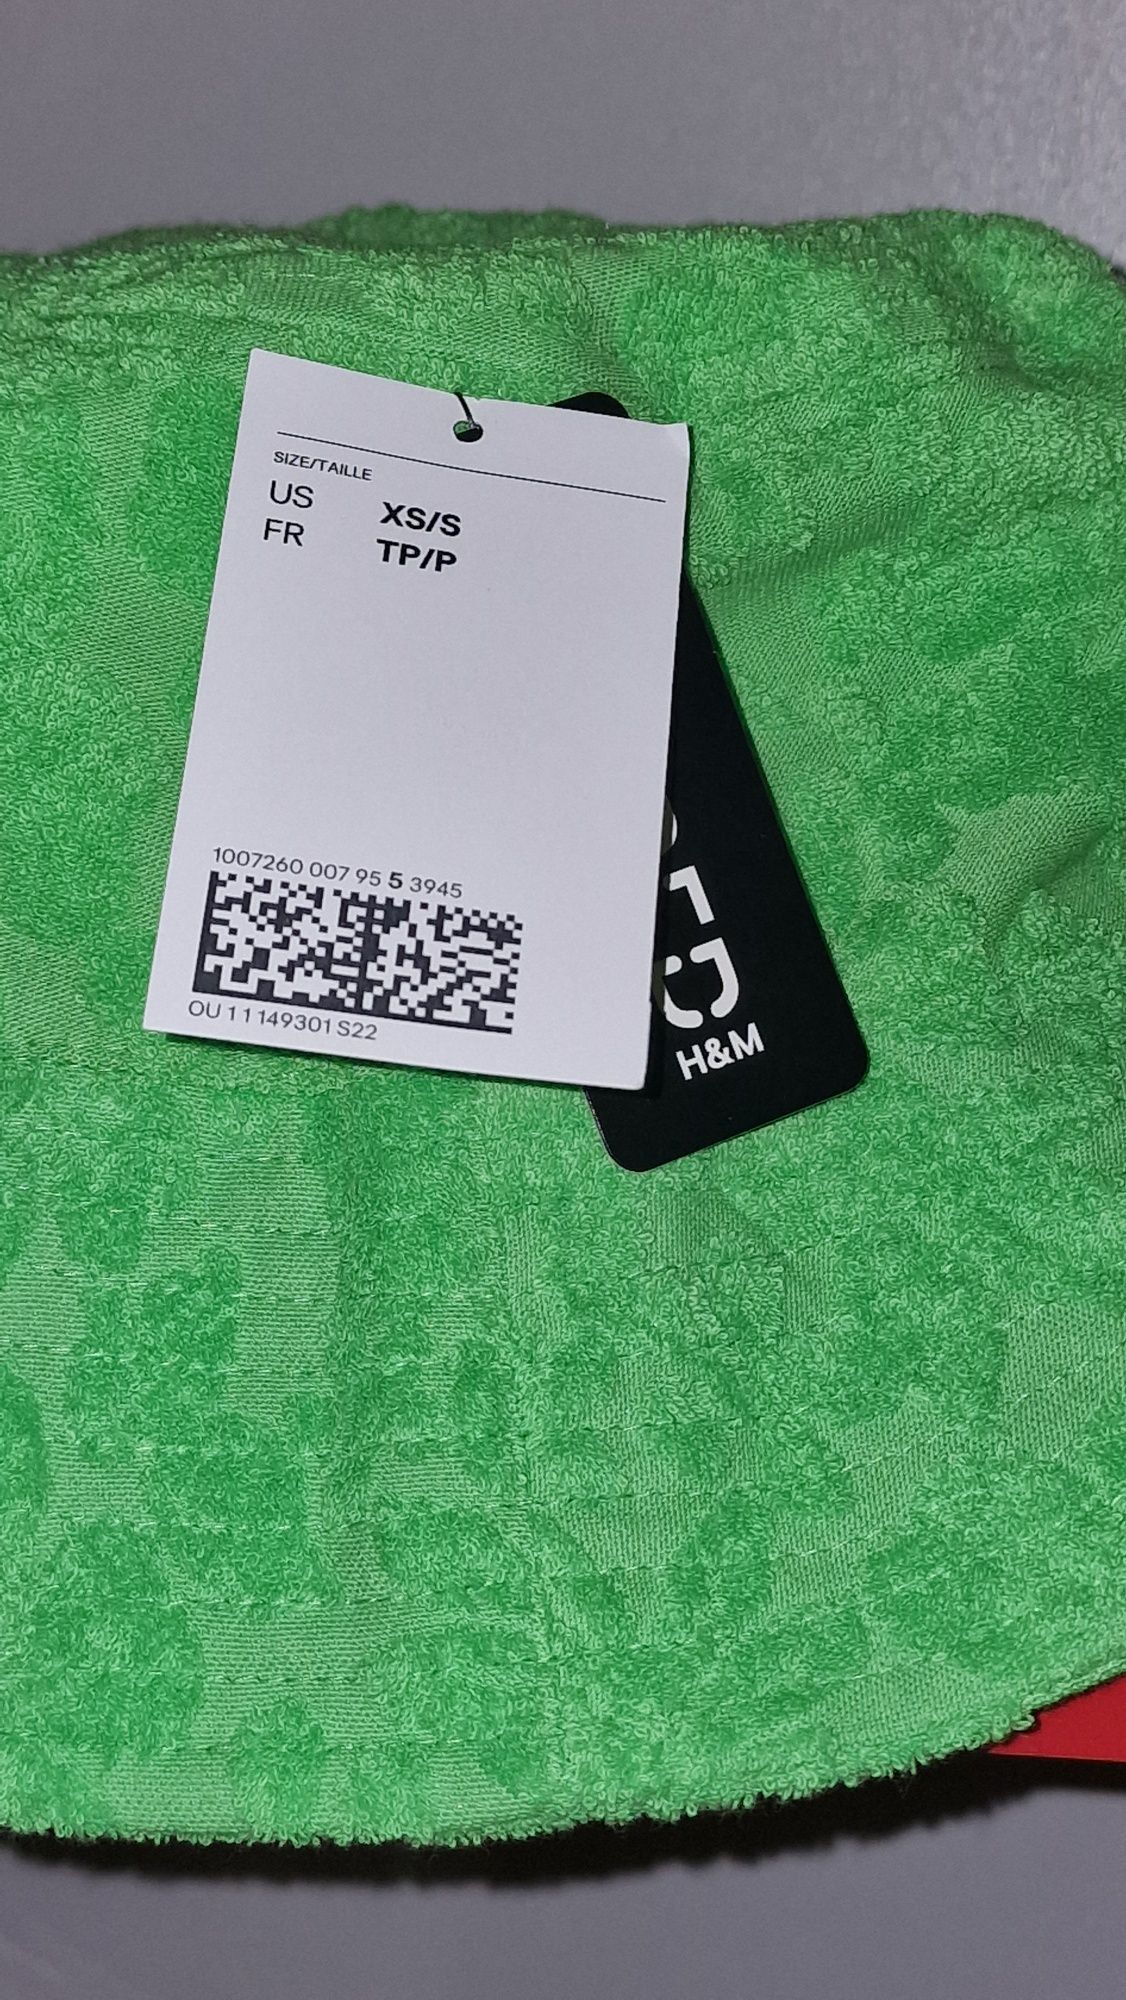 SIZE/TAILLE
US XS/S
FR TP/P
1007260 007 95 5 3945
OU 11149301 S22
H&M